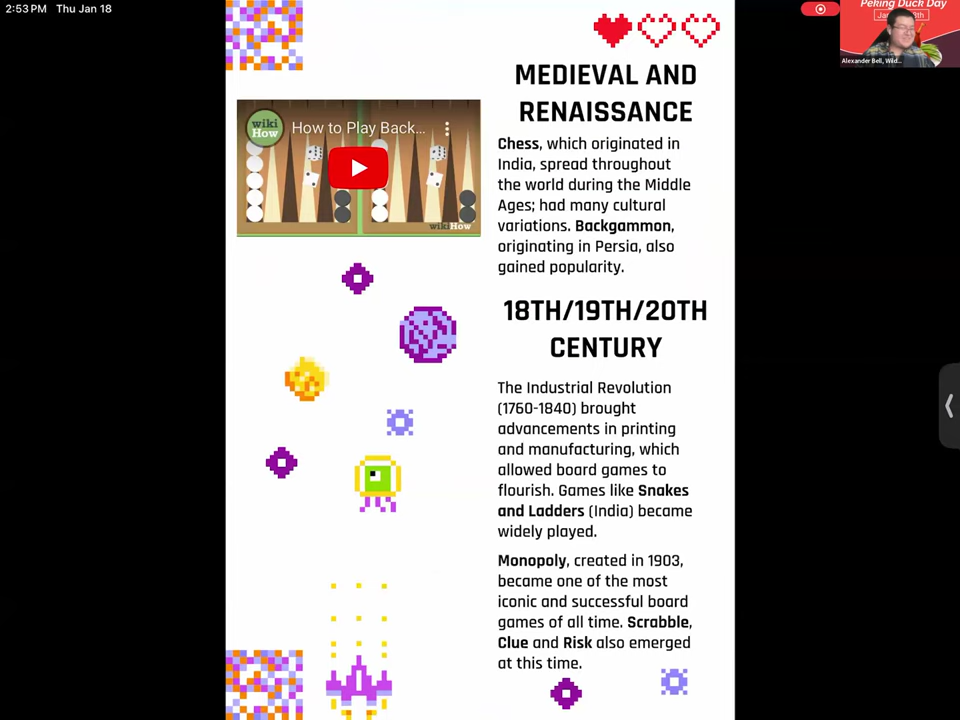 2:53 PM Thu Jan 18
Peking Duck Day
Alexander Bell, Wild...
wiki
How
How to Play Back...
wikiHow
MEDIEVAL AND
RENAISSANCE
Chess, which originated in
India, spread throughout
the world during the Middle
Ages; had many cultural
variations. Backgammon,
originating in Persia, also
gained popularity.
18TH/19TH/20TH
CENTURY
The Industrial Revolution
(1760-1840) brought
advancements in printing
and manufacturing, which
allowed board games to
flourish. Games like Snakes
and Ladders (India) became
widely played.
Monopoly, created in 1903,
became one of the most
iconic and successful board
games of all time. Scrabble,
Clue and Risk also emerged
at this time.